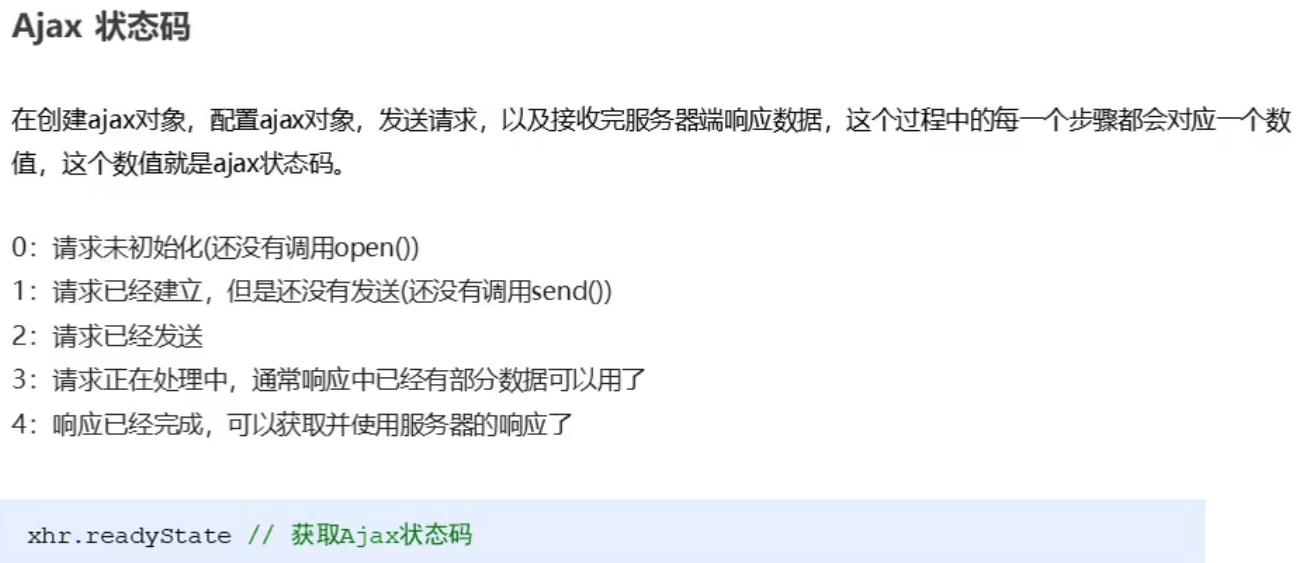 Ajax 状态码
在创建ajax对象，配置ajax对象，发送请求，以及接收完服务器端响应数据，这个过程中的每一个步骤都会对应一个数
值，这个数值就是ajax状态码。
0：请求未初始化(还没有调用open())
1：请求已经建立，但是还没有发送(还没有调用send())
2：请求已经发送
3：请求正在处理中，通常响应中已经有部分数据可以用了
4：响应已经完成，可以获取并使用服务器的响应了
xhr.readyState // 获取Ajax状态码